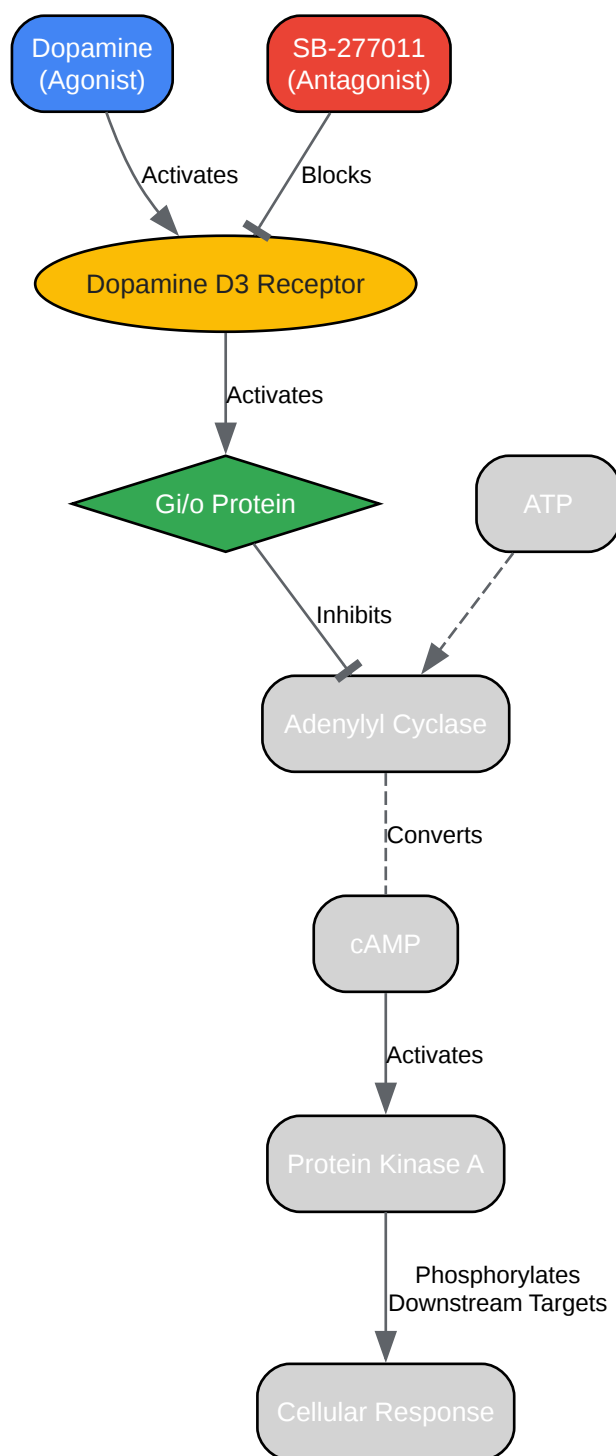 Dopamine
(Agonist)
SB-277011
(Antagonist)
Activates
Blocks
Dopamine D3 Receptor
Activates
Gi/o Protein
ATP
Inhibits
Adenylyl Cyclase
Converts
cAMP
Activates
Protein Kinase A
Phosphorylates
Downstream Targets
Cellular Response